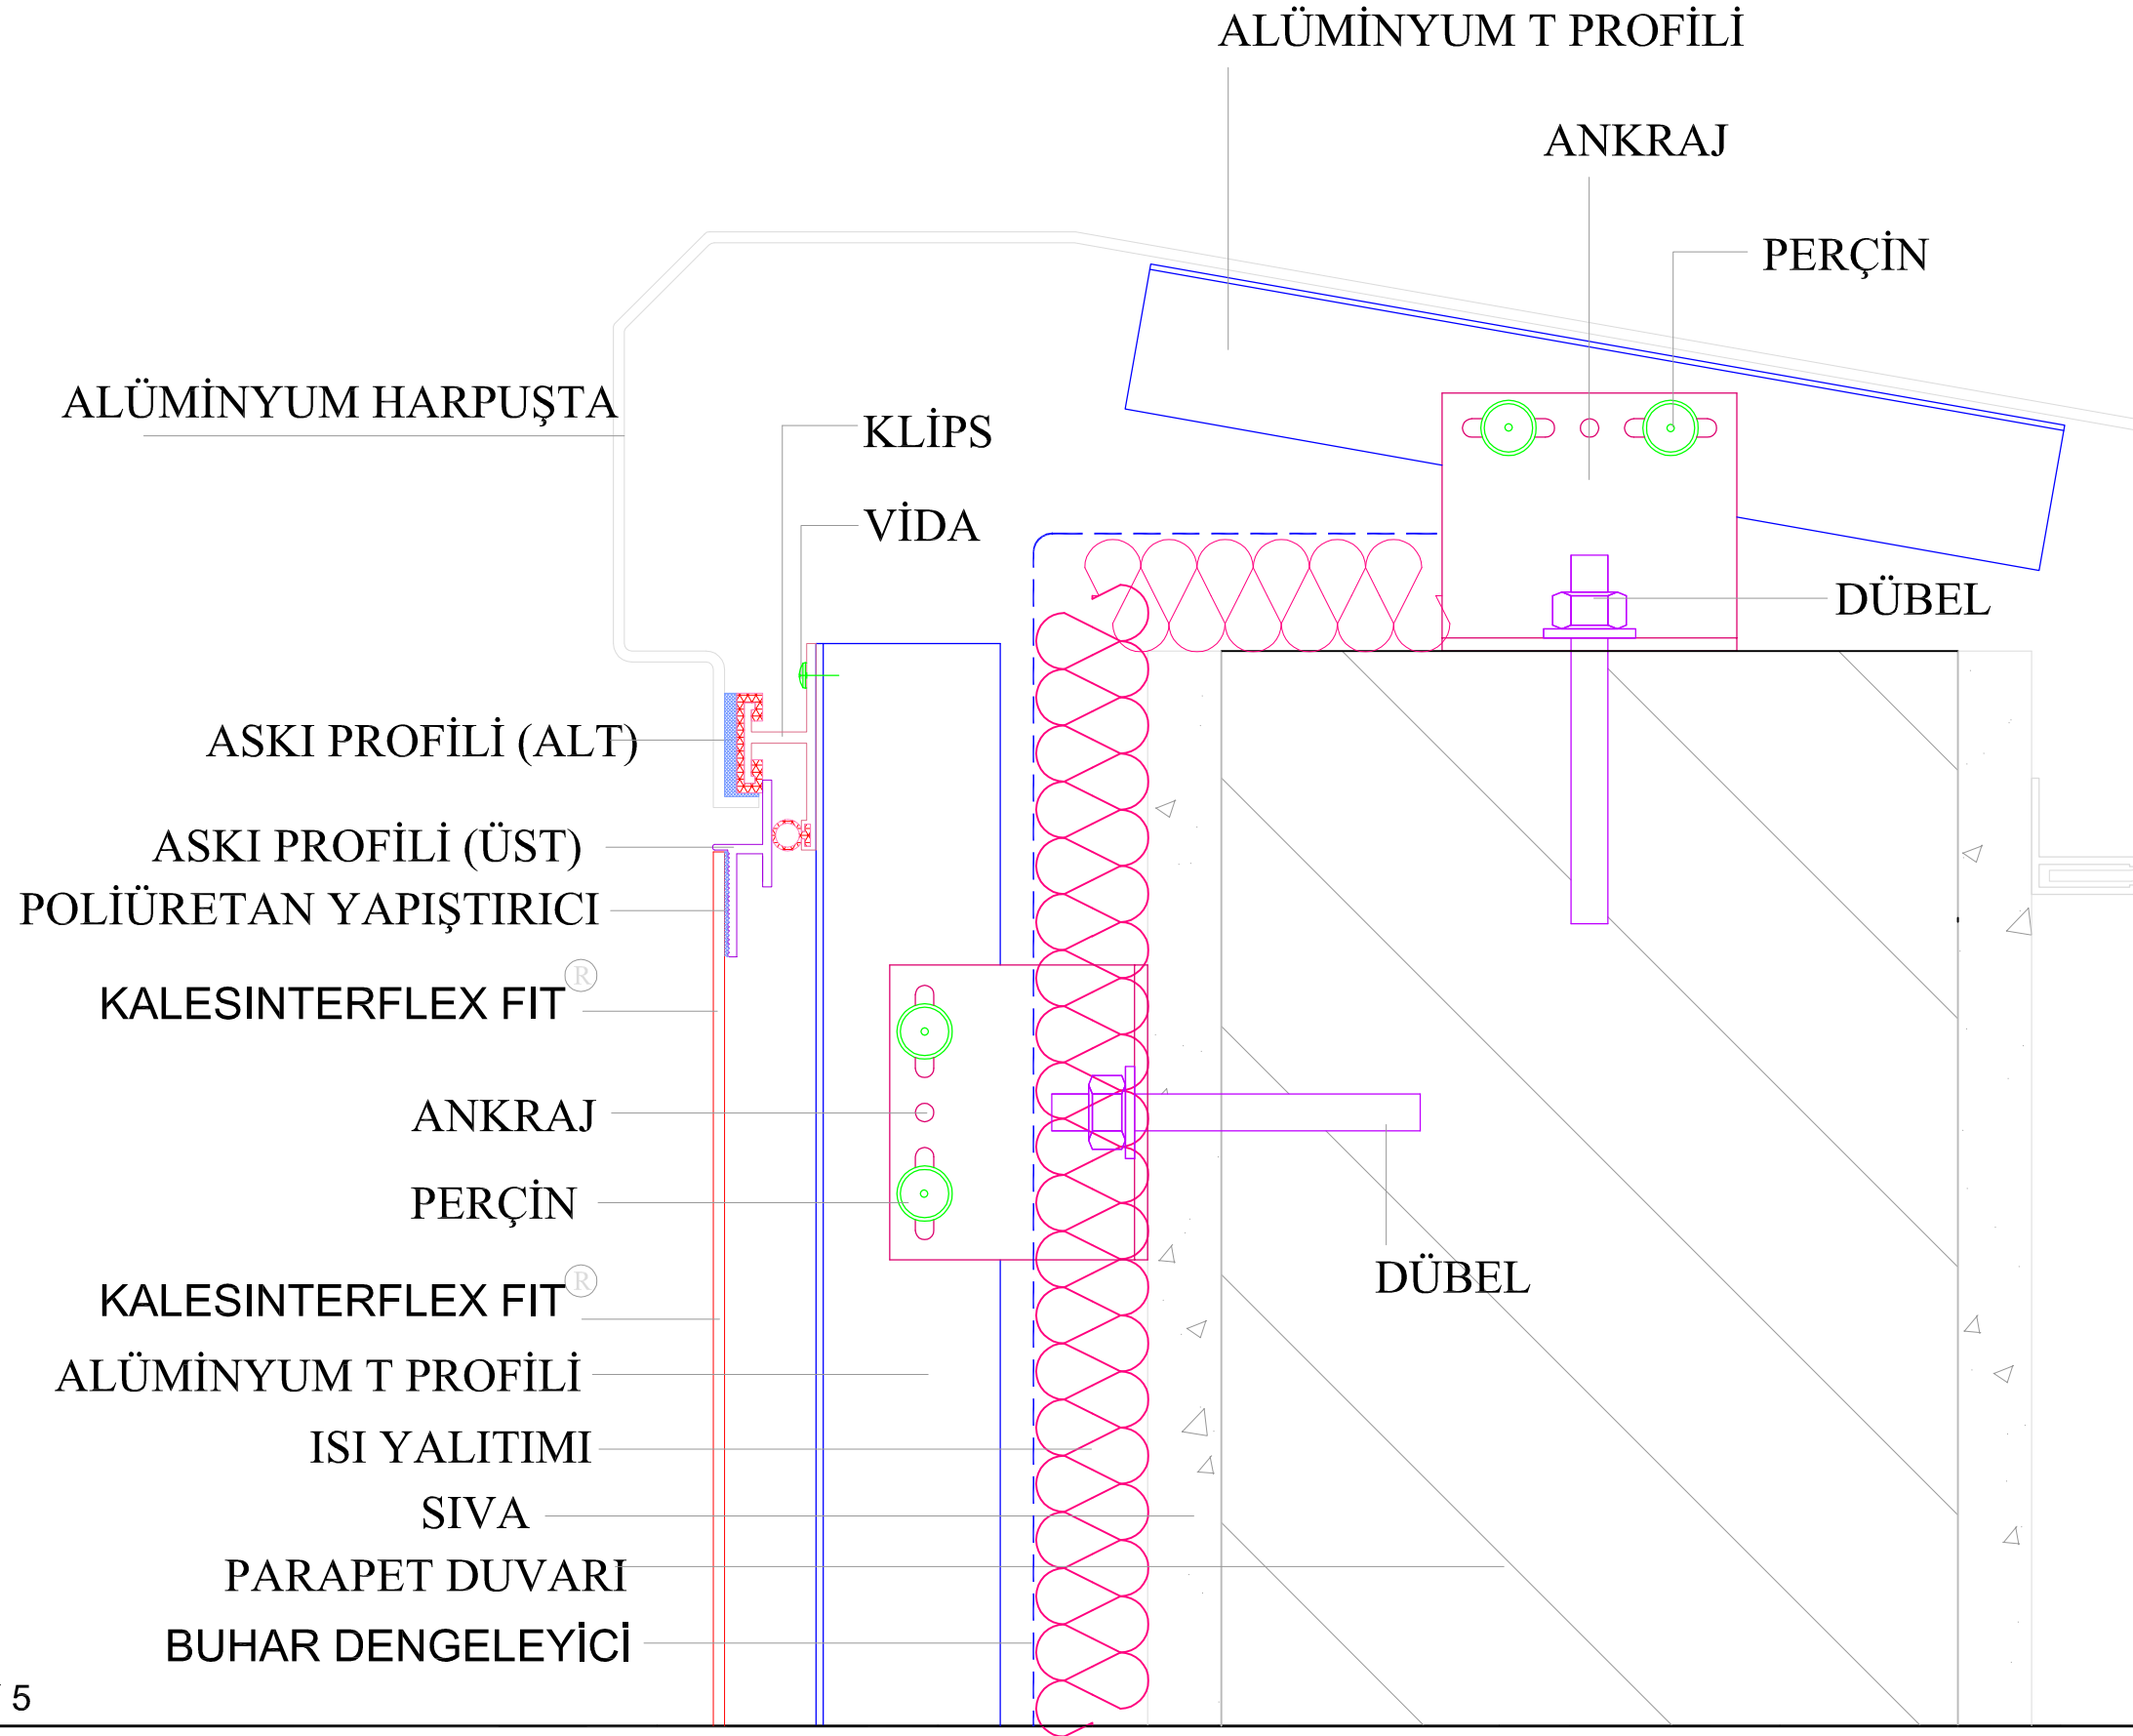 ALÜMİNYUM T PROFİLİ
ANKRAJ
PERÇİN
ALÜMİNYUM HARPUŞTA
KLİPS
VİDA
DÜBEL
ASKI PROFİLİ (ALT)
ASKI PROFİLİ (ÜST)
POLİÜRETAN YAPIŞTIRICI
KALESINTERFLEX FIT®
ANKRAJ
PERÇİN
DÜBEL
KALESINTERFLEX FIT®
ALÜMİNYUM T PROFİLİ
ISI YALITIMI
SIVA
PARAPET DUVARI
BUHAR DENGELEYİCİ
5